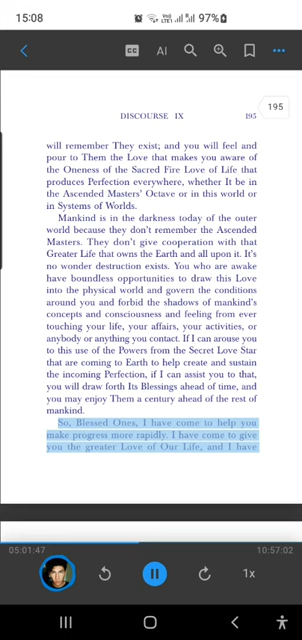 15:08
97%
CC
AI
195
DISCOURSE IX 195
will remember They exist; and you will feel and
pour to Them the Love that makes you aware of
the Oneness of the Sacred Fire Love of Life that
produces Perfection everywhere, whether It be in
the Ascended Masters' Octave or in this world or
in Systems of Worlds.
Mankind is in the darkness today of the outer
world because they don't remember the Ascended
Masters. They don't give cooperation with that
Greater Life that owns the Earth and all upon it. It's
no wonder destruction exists. You who are awake
have boundless opportunities to draw this Love
into the physical world and govern the conditions
around you and forbid the shadows of mankind's
concepts and consciousness and feeling from ever
touching your life, your affairs, your activities, or
anybody or anything you contact. If I can arouse you
to this use of the Powers from the Secret Love Star
that are coming to Earth to help create and sustain
the incoming Perfection, if I can assist you to that,
you will draw forth Its Blessings ahead of time, and
you may enjoy Them a century ahead of the rest of
mankind.
So, Blessed Ones, I have come to help you
make progress more rapidly. I have come to give
you the greater Love of Our Life, and I have
05:01:47 10:57:02
1x